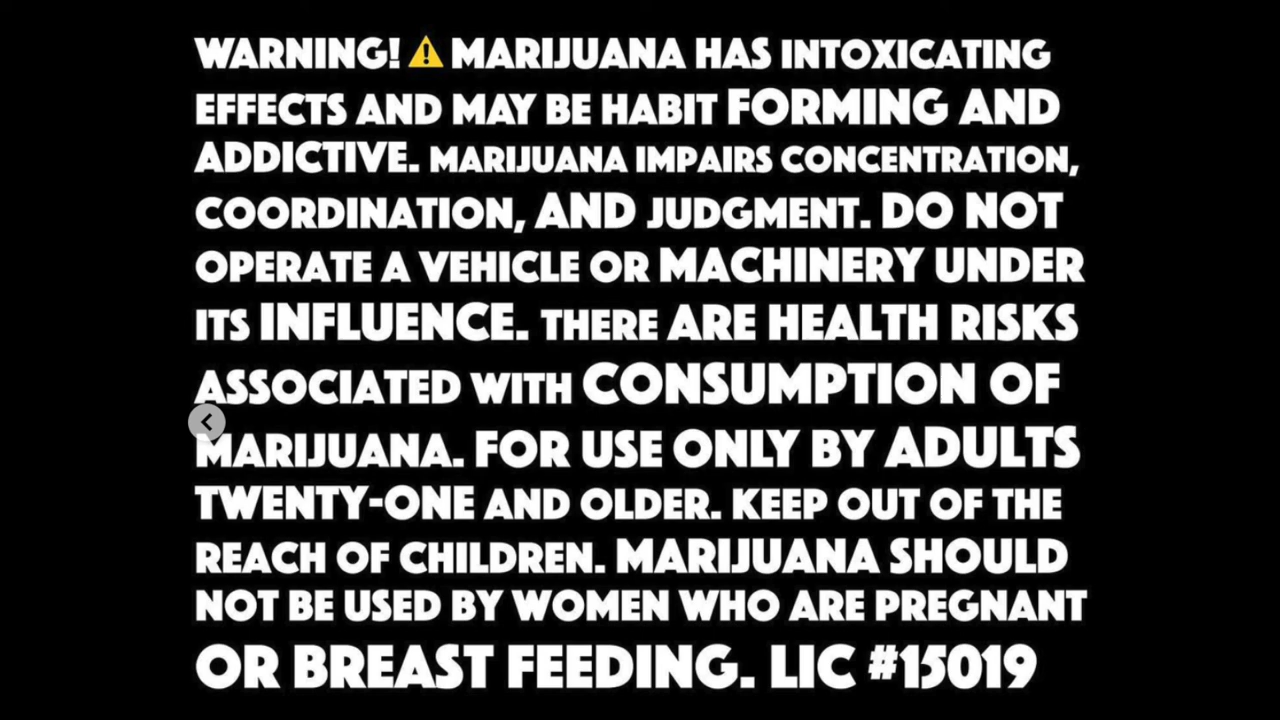 WARNING! ⚠ MARIJUANA HAS INTOXICATING
EFFECTS AND MAY BE HABIT FORMING AND
ADDICTIVE. MARIJUANA IMPAIRS CONCENTRATION,
COORDINATION, AND JUDGMENT. DO NOT
OPERATE A VEHICLE OR MACHINERY UNDER
ITS INFLUENCE. THERE ARE HEALTH RISKS
ASSOCIATED WITH CONSUMPTION OF
MARIJUANA. FOR USE ONLY BY ADULTS
TWENTY-ONE AND OLDER. KEEP OUT OF THE
REACH OF CHILDREN. MARIJUANA SHOULD
NOT BE USED BY WOMEN WHO ARE PREGNANT
OR BREAST FEEDING. LIC #15019